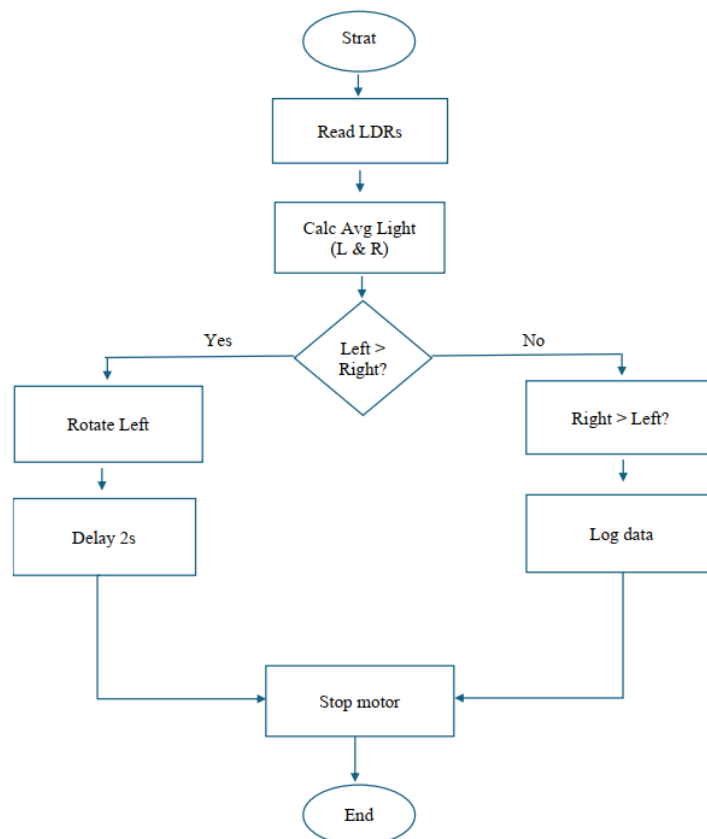 Strat
Read LDRs
Calc Avg Light
(L & R)
Left >
Right?
Yes
No
Rotate Left
Right > Left?
Delay 2s
Log data
Stop motor
End